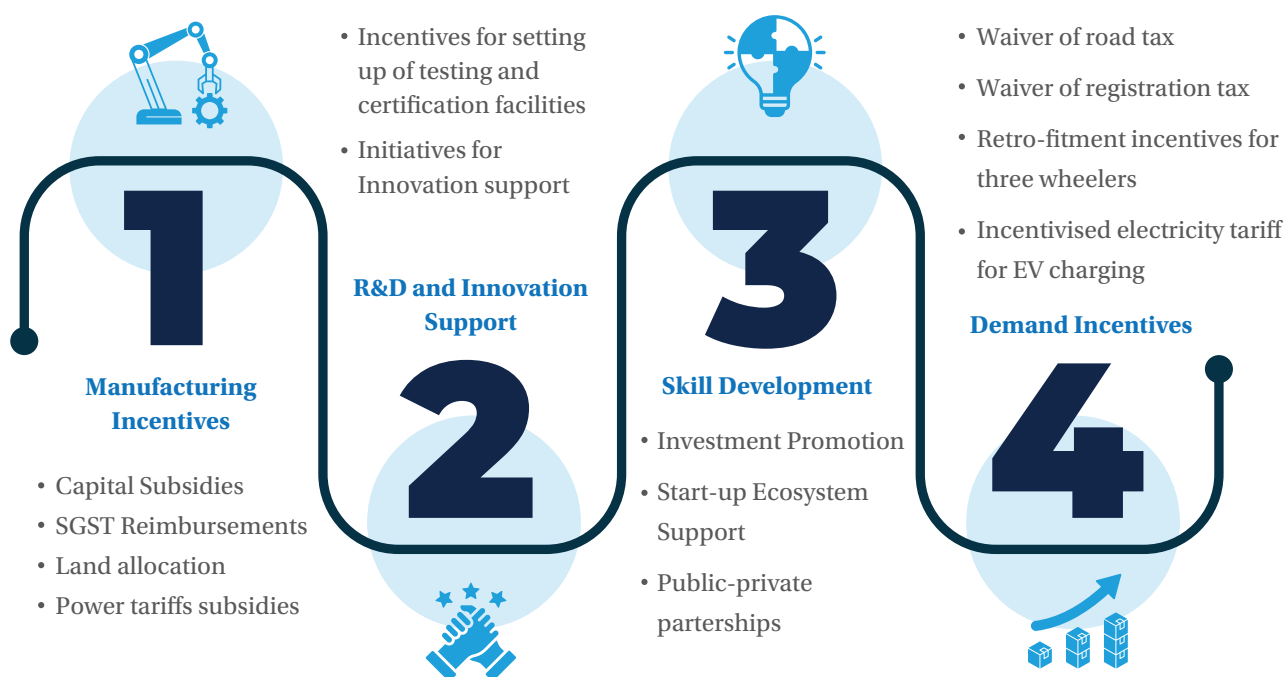 1
Manufacturing
Incentives
• Capital Subsidies
• SGST Reimbursements
• Land allocation
• Power tariffs subsidies
• Incentives for setting
up of testing and
certification facilities
• Initiatives for
Innovation support
R&D and Innovation
Support
2
3
Skill Development
• Investment Promotion
• Start-up Ecosystem
Support
• Public-private
parterships
• Waiver of road tax
• Waiver of registration tax
• Retro-fitment incentives for
three wheelers
• Incentivised electricity tariff
for EV charging
Demand Incentives
4